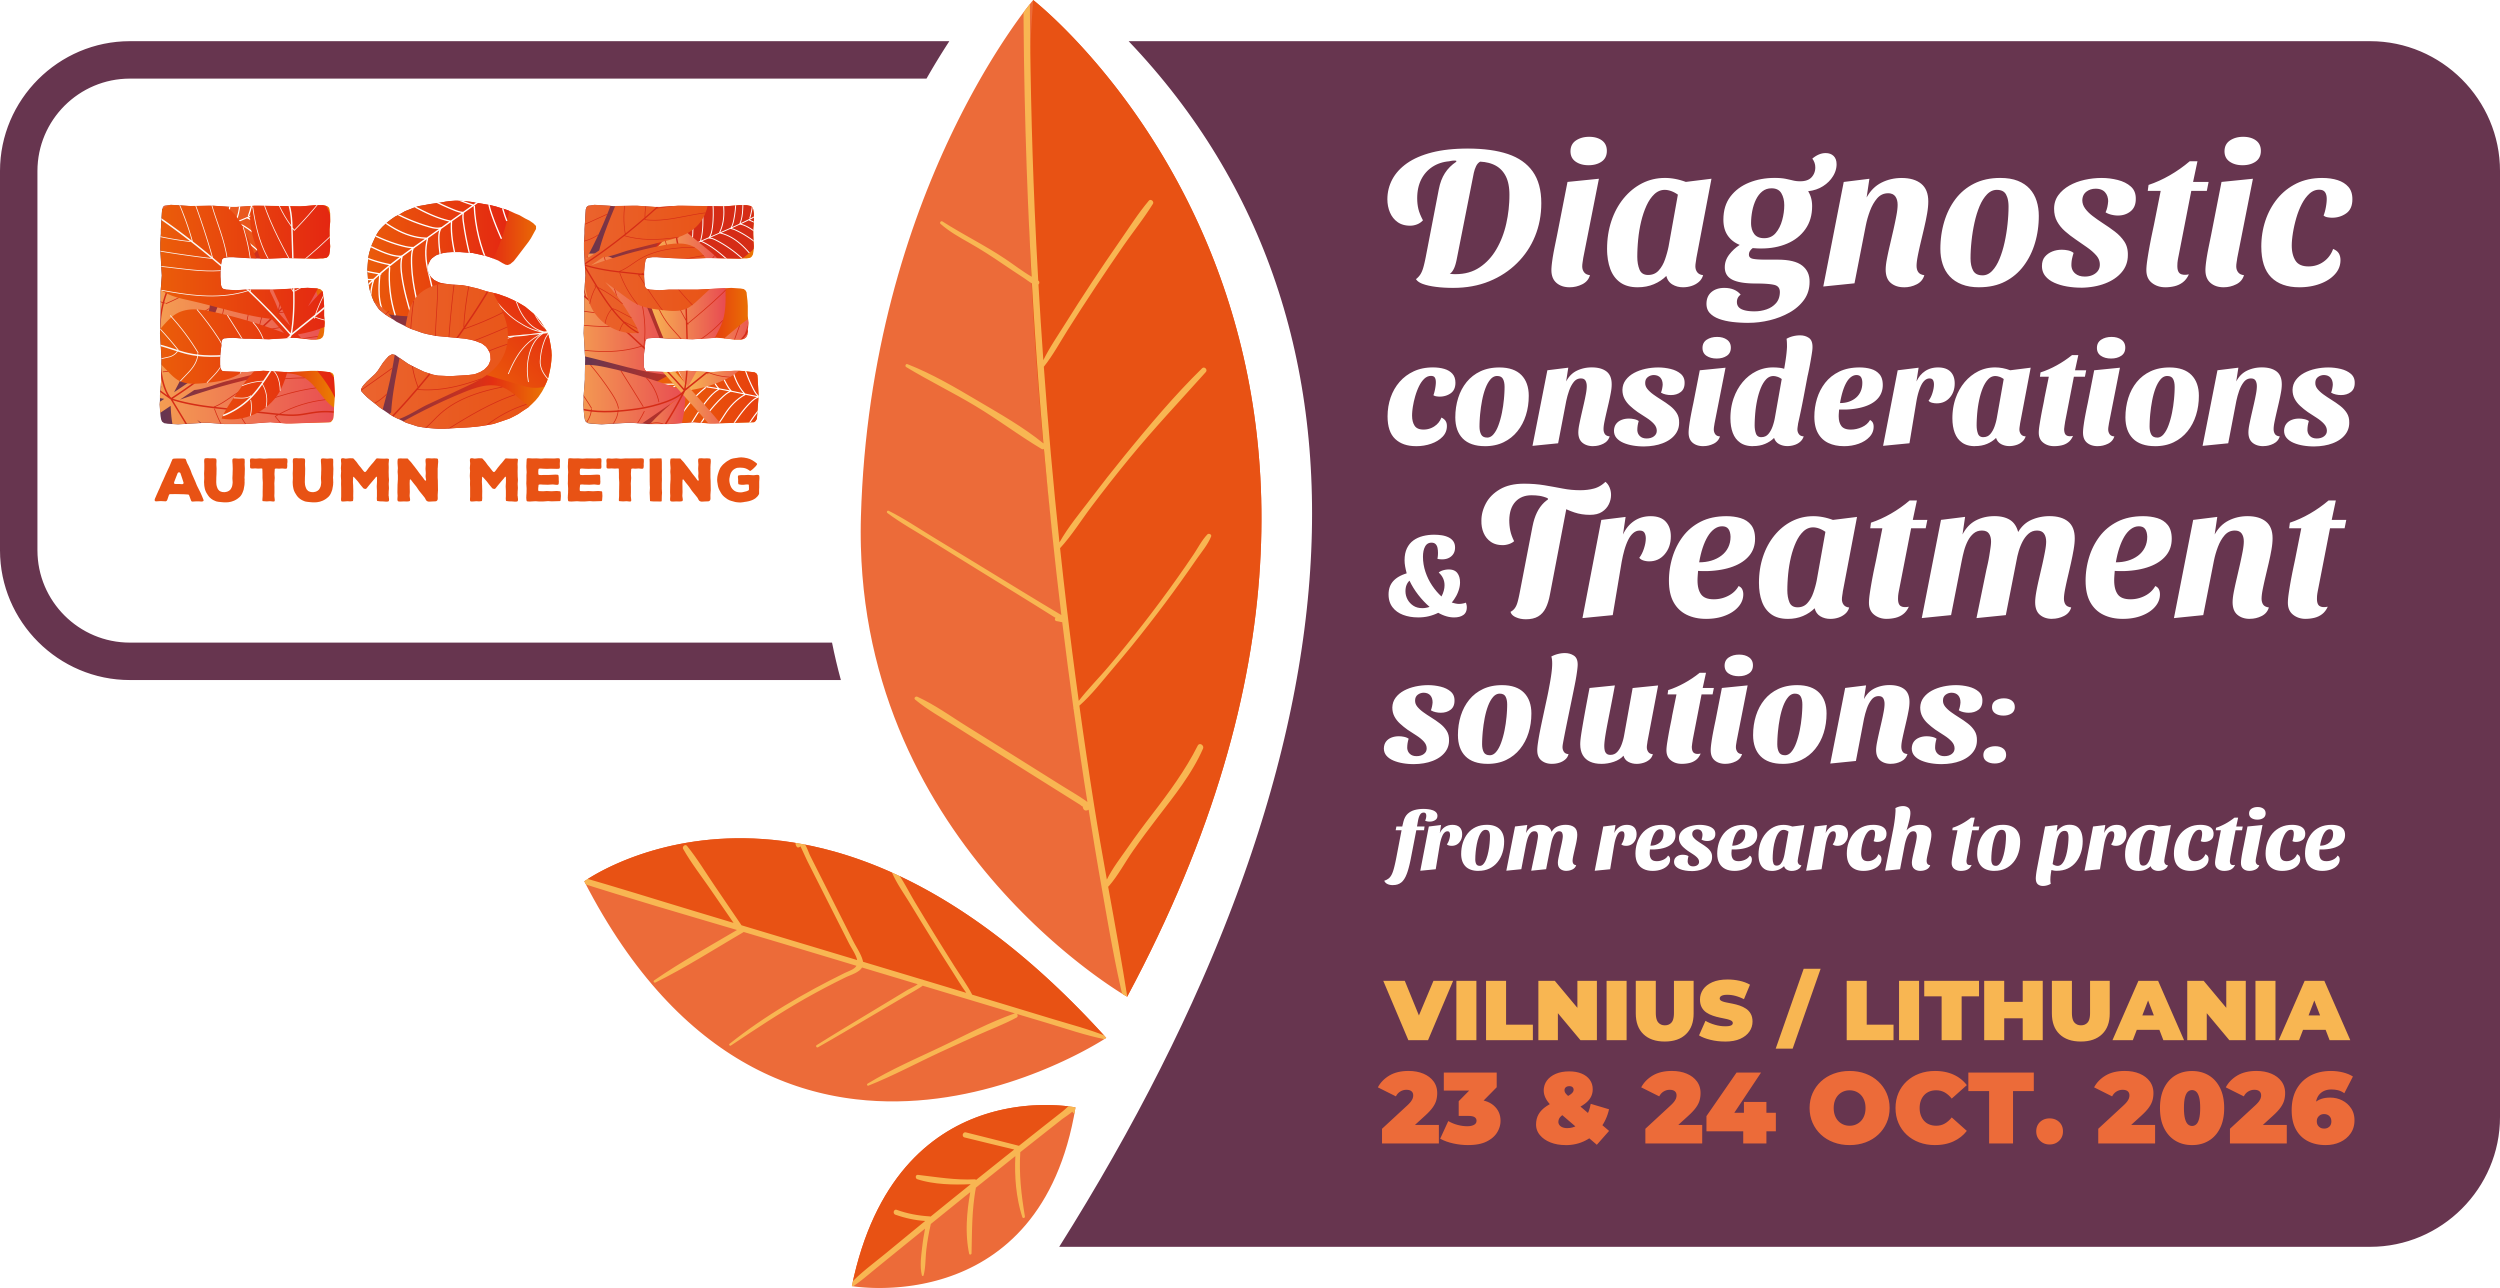 ESE
AUTUMN MEETING
Diagnostic
Considerations
& Treatment
solutions:
from research to practice
VILNIUS / LITHUANIA
23 & 24 OCT. 2026